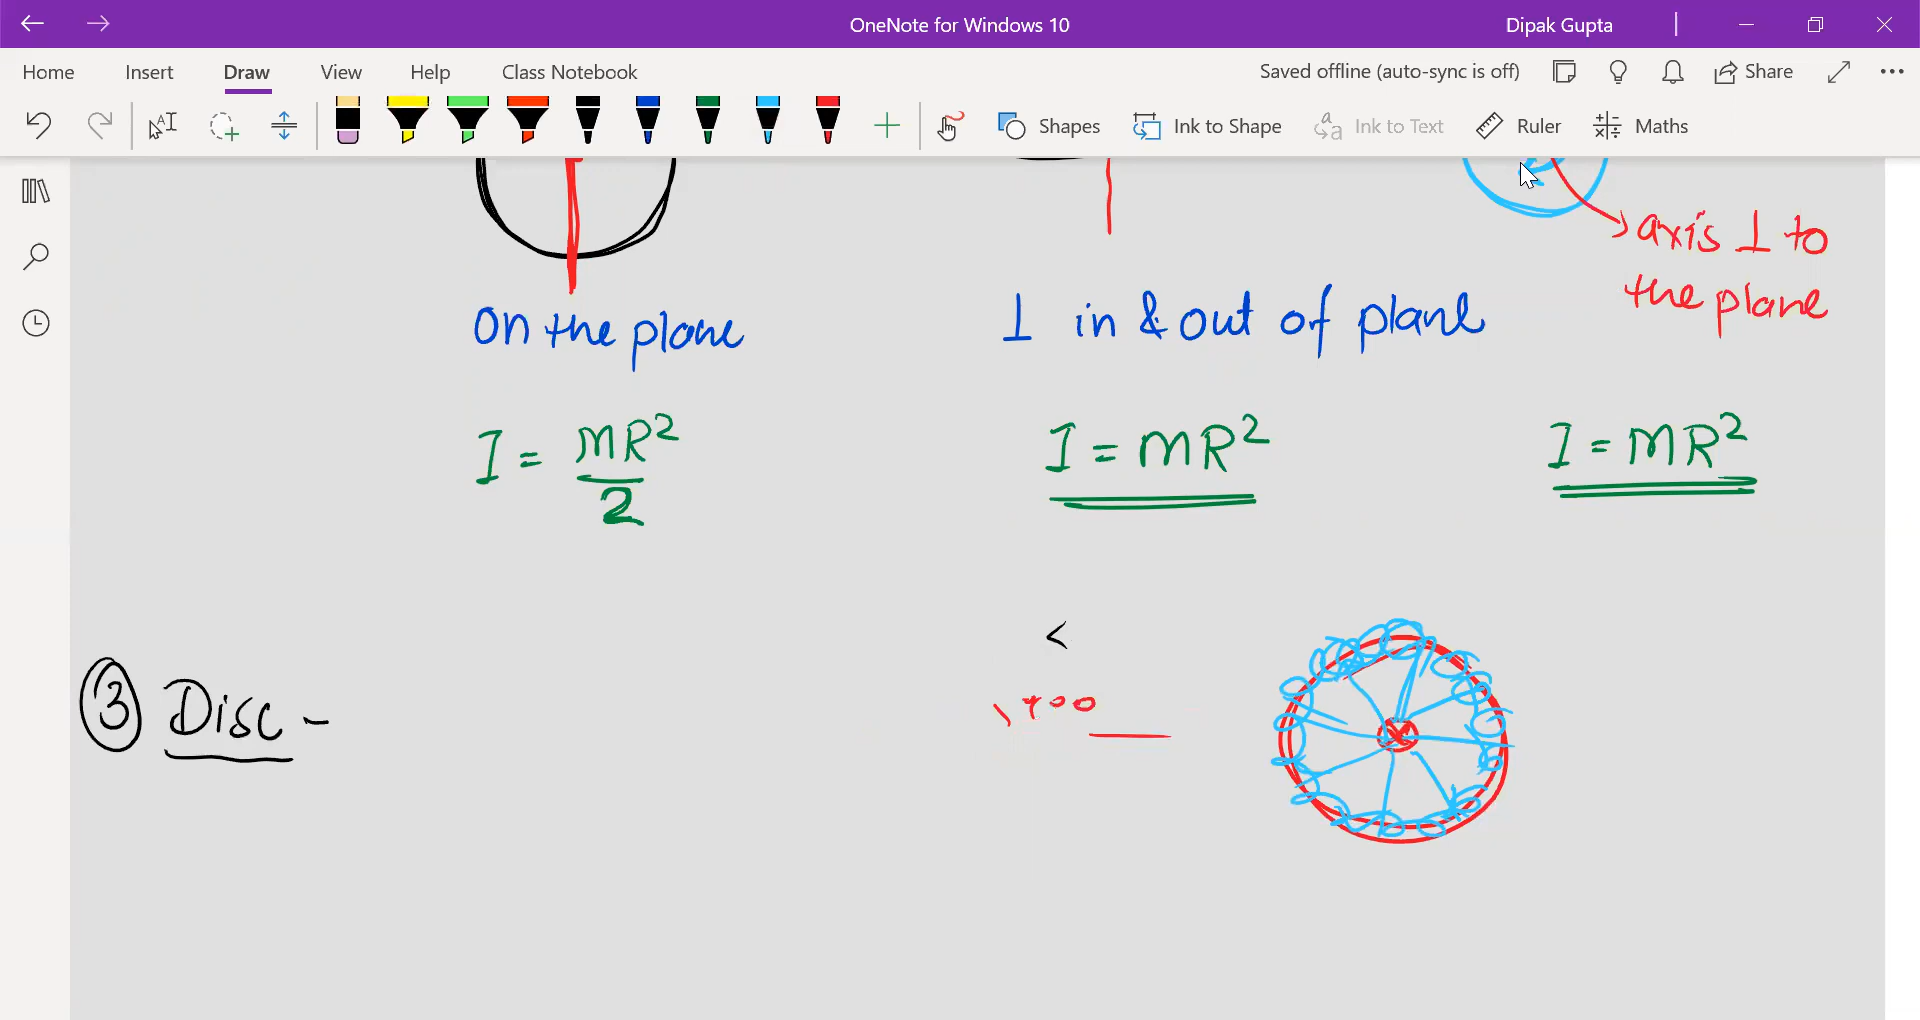 OneNote for Windows 10
Dipak Gupta
Home Insert Draw View Help Class Notebook
Saved offline (auto-sync is off)
Share
Shapes
Ink to Shape
Ink to Text
Ruler
Maths
axis ⊥ to
the plane
on the plane
⊥ in & out of plane
I = MR²/2
I = MR²
I = MR²
<
③ Disc -